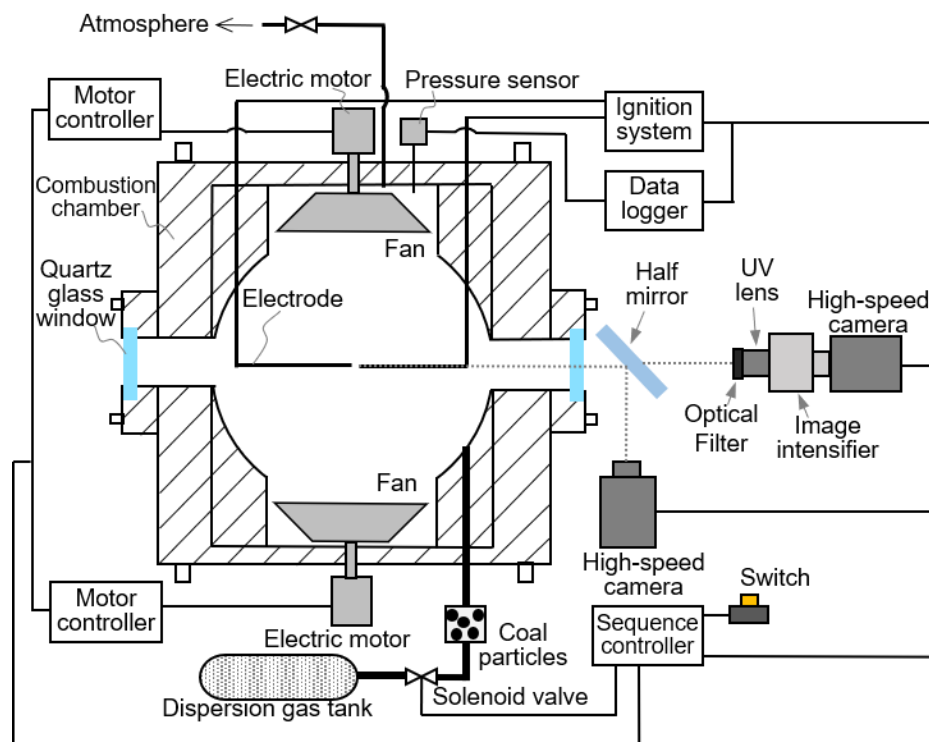 Atmosphere
Electric motor
Pressure sensor
Motor
controller
Ignition
system
Combustion
chamber
Data
logger
Fan
Quartz
glass
window
Electrode
Half
mirror
UV
lens
High-speed
camera
Optical
Filter
Image
intensifier
Fan
High-speed
camera
Switch
Motor
controller
Electric motor
Coal
particles
Sequence
controller
Solenoid valve
Dispersion gas tank